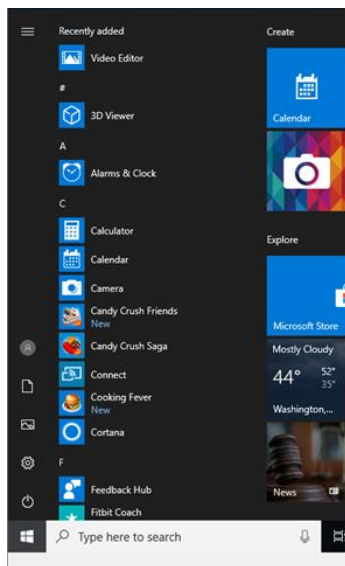 Recently added
Video Editor
#
3D Viewer
A
Alarms & Clock
C
Calculator
Calendar
Camera
Candy Crush Friends
New
Candy Crush Saga
Connect
Cooking Fever
New
Cortana
F
Feedback Hub
Fitbit Coach
Create
Calendar
Explore
Microsoft Store
Mostly Cloudy
44° 52°
35°
Washington,...
News
Type here to search